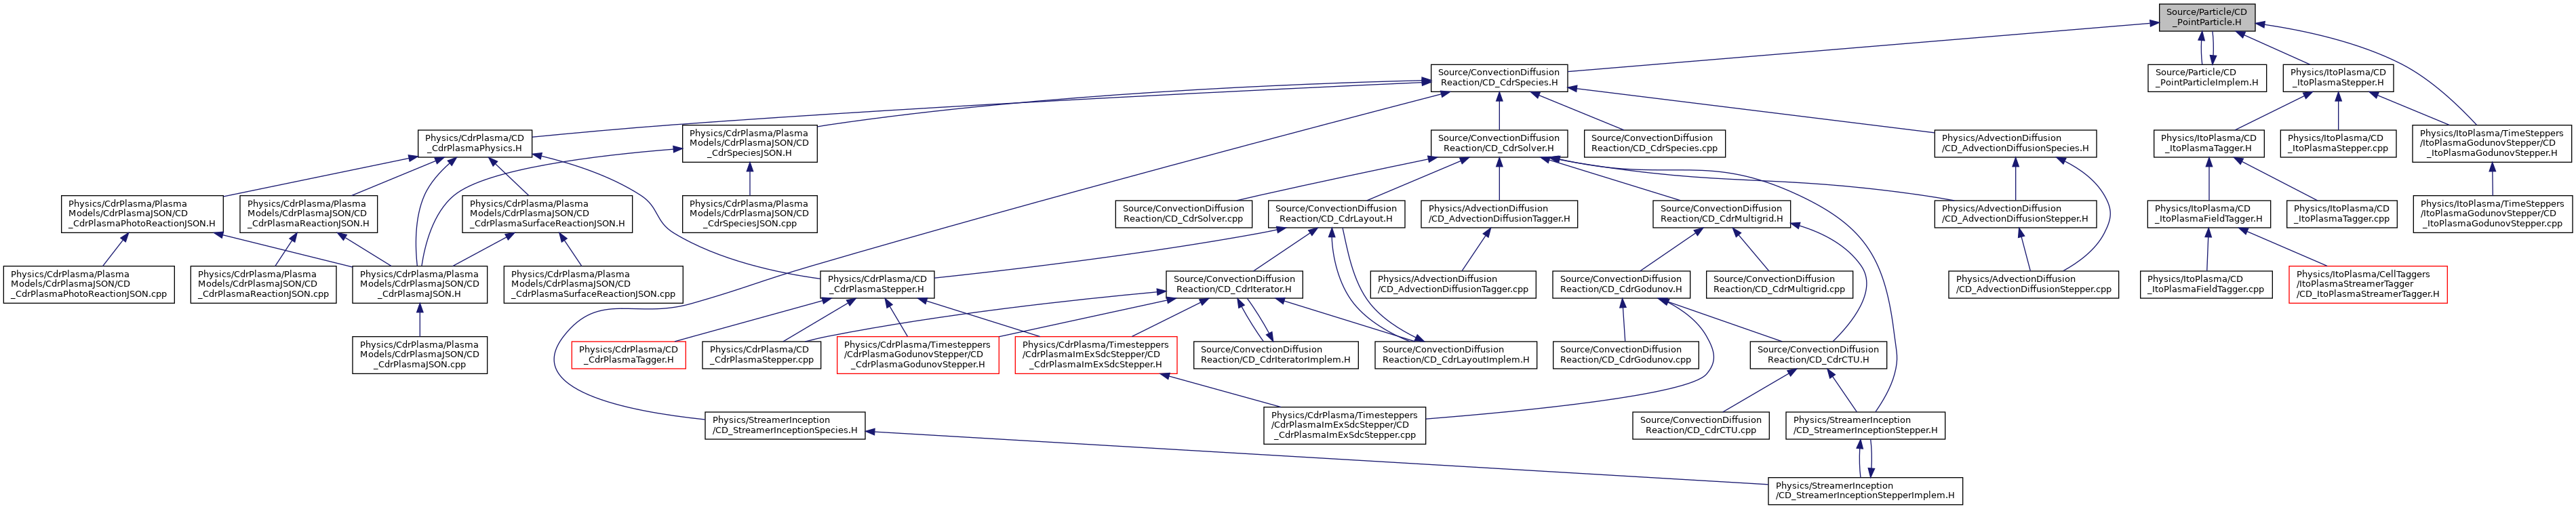 Source/Particle/CD
_PointParticle.H
Source/ConvectionDiffusion
Reaction/CD_CdrSpecies.H
Source/Particle/CD
_PointParticleImplem.H
Physics/ItoPlasma/CD
_ItoPlasmaStepper.H
Physics/CdrPlasma/CD
_CdrPlasmaPhysics.H
Physics/CdrPlasma/Plasma
Models/CdrPlasmaJSON/CD
_CdrSpeciesJSON.H
Source/ConvectionDiffusion
Reaction/CD_CdrSolver.H
Source/ConvectionDiffusion
Reaction/CD_CdrSpecies.cpp
Physics/AdvectionDiffusion
/CD_AdvectionDiffusionSpecies.H
Physics/ItoPlasma/CD
_ItoPlasmaTagger.H
Physics/ItoPlasma/CD
_ItoPlasmaStepper.cpp
Physics/ItoPlasma/TimeSteppers
/ItoPlasmaGodunovStepper/CD
_ItoPlasmaGodunovStepper.H
Physics/CdrPlasma/Plasma
Models/CdrPlasmaJSON/CD
_CdrPlasmaPhotoReactionJSON.H
Physics/CdrPlasma/Plasma
Models/CdrPlasmaJSON/CD
_CdrPlasmaReactionJSON.H
Physics/CdrPlasma/Plasma
Models/CdrPlasmaJSON/CD
_CdrPlasmaSurfaceReactionJSON.H
Physics/CdrPlasma/Plasma
Models/CdrPlasmaJSON/CD
_CdrSpeciesJSON.cpp
Source/ConvectionDiffusion
Reaction/CD_CdrSolver.cpp
Source/ConvectionDiffusion
Reaction/CD_CdrLayout.H
Physics/AdvectionDiffusion
/CD_AdvectionDiffusionTagger.H
Source/ConvectionDiffusion
Reaction/CD_CdrMultigrid.H
Physics/AdvectionDiffusion
/CD_AdvectionDiffusionStepper.H
Physics/ItoPlasma/CD
_ItoPlasmaFieldTagger.H
Physics/ItoPlasma/CD
_ItoPlasmaTagger.cpp
Physics/ItoPlasma/TimeSteppers
/ItoPlasmaGodunovStepper/CD
_ItoPlasmaGodunovStepper.cpp
Physics/CdrPlasma/Plasma
Models/CdrPlasmaJSON/CD
_CdrPlasmaPhotoReactionJSON.cpp
Physics/CdrPlasma/Plasma
Models/CdrPlasmaJSON/CD
_CdrPlasmaReactionJSON.cpp
Physics/CdrPlasma/Plasma
Models/CdrPlasmaJSON/CD
_CdrPlasmaJSON.H
Physics/CdrPlasma/Plasma
Models/CdrPlasmaJSON/CD
_CdrPlasmaSurfaceReactionJSON.cpp
Physics/CdrPlasma/CD
_CdrPlasmaStepper.H
Source/ConvectionDiffusion
Reaction/CD_CdrIterator.H
Physics/AdvectionDiffusion
/CD_AdvectionDiffusionTagger.cpp
Source/ConvectionDiffusion
Reaction/CD_CdrGodunov.H
Source/ConvectionDiffusion
Reaction/CD_CdrMultigrid.cpp
Physics/AdvectionDiffusion
/CD_AdvectionDiffusionStepper.cpp
Physics/ItoPlasma/CD
_ItoPlasmaFieldTagger.cpp
Physics/ItoPlasma/CellTaggers
/ItoPlasmaStreamerTagger
/CD_ItoPlasmaStreamerTagger.H
Physics/CdrPlasma/Plasma
Models/CdrPlasmaJSON/CD
_CdrPlasmaJSON.cpp
Physics/CdrPlasma/CD
_CdrPlasmaTagger.H
Physics/CdrPlasma/CD
_CdrPlasmaStepper.cpp
Physics/CdrPlasma/Timesteppers
/CdrPlasmaGodunovStepper/CD
_CdrPlasmaGodunovStepper.H
Physics/CdrPlasma/Timesteppers
/CdrPlasmaImExSdcStepper/CD
_CdrPlasmaImExSdcStepper.H
Source/ConvectionDiffusion
Reaction/CD_CdrIteratorImplem.H
Source/ConvectionDiffusion
Reaction/CD_CdrLayoutImplem.H
Source/ConvectionDiffusion
Reaction/CD_CdrGodunov.cpp
Source/ConvectionDiffusion
Reaction/CD_CdrCTU.H
Physics/StreamerInception
/CD_StreamerInceptionSpecies.H
Physics/CdrPlasma/Timesteppers
/CdrPlasmaImExSdcStepper/CD
_CdrPlasmaImExSdcStepper.cpp
Source/ConvectionDiffusion
Reaction/CD_CdrCTU.cpp
Physics/StreamerInception
/CD_StreamerInceptionStepper.H
Physics/StreamerInception
/CD_StreamerInceptionStepperImplem.H